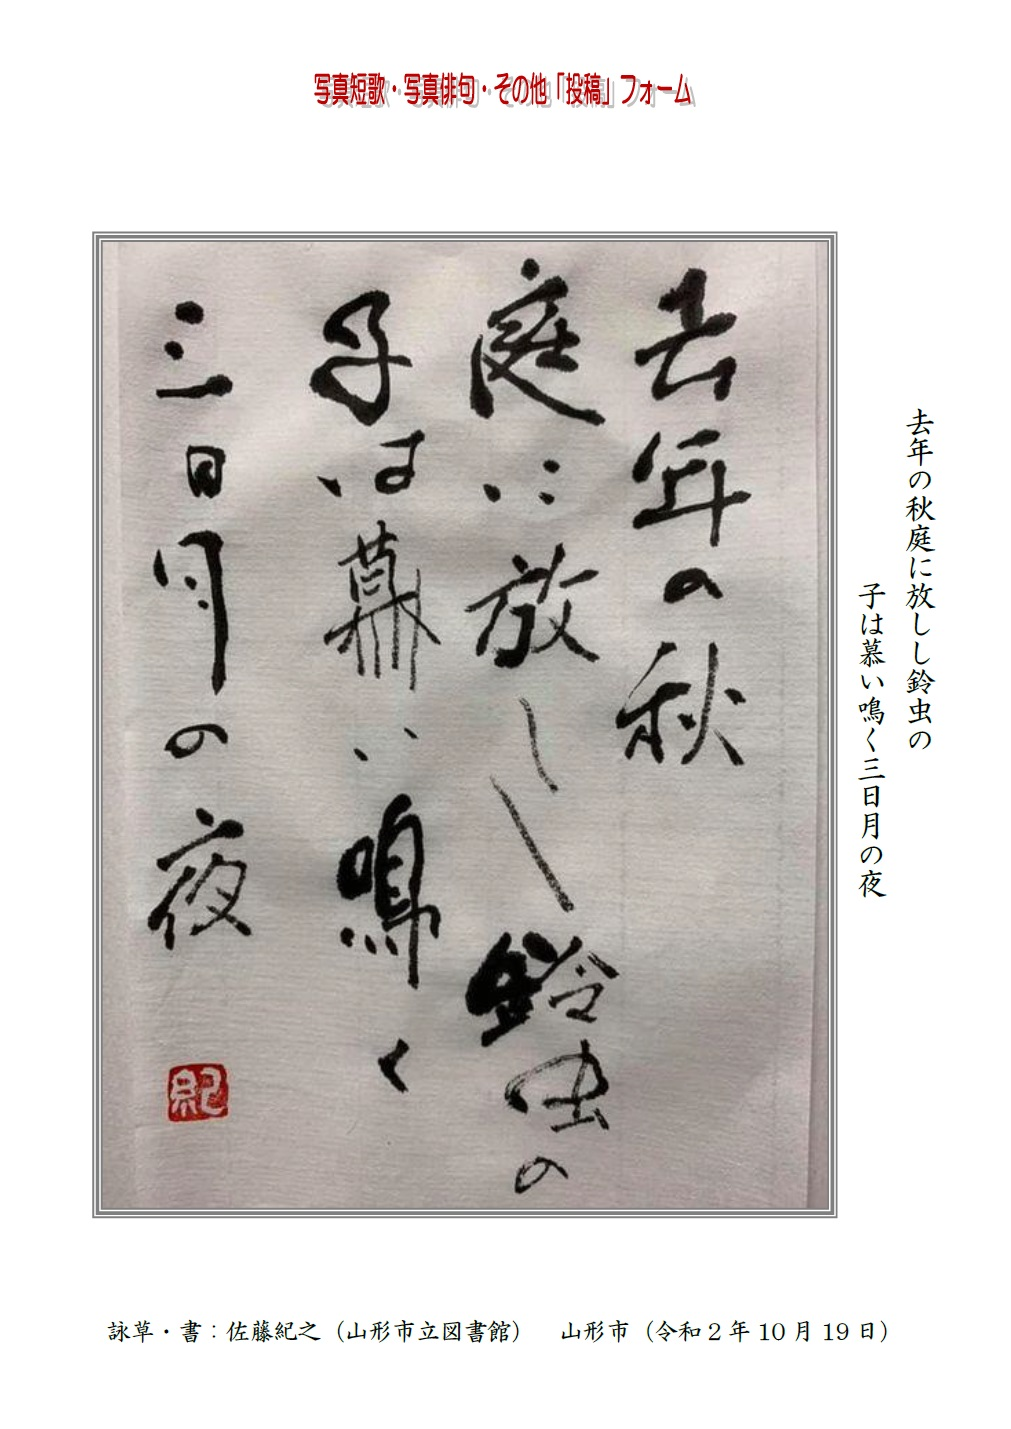 写真短歌・写真俳句・その他「投稿」フォーム
去年の秋庭に放しし鈴虫の
子は慕い鳴く三日月の夜
去年の秋
庭に放しし鈴虫の
子は慕い鳴く
三日月の夜
紀
詠草・書：佐藤紀之（山形市立図書館） 山形市（令和２年 10 月 19 日）